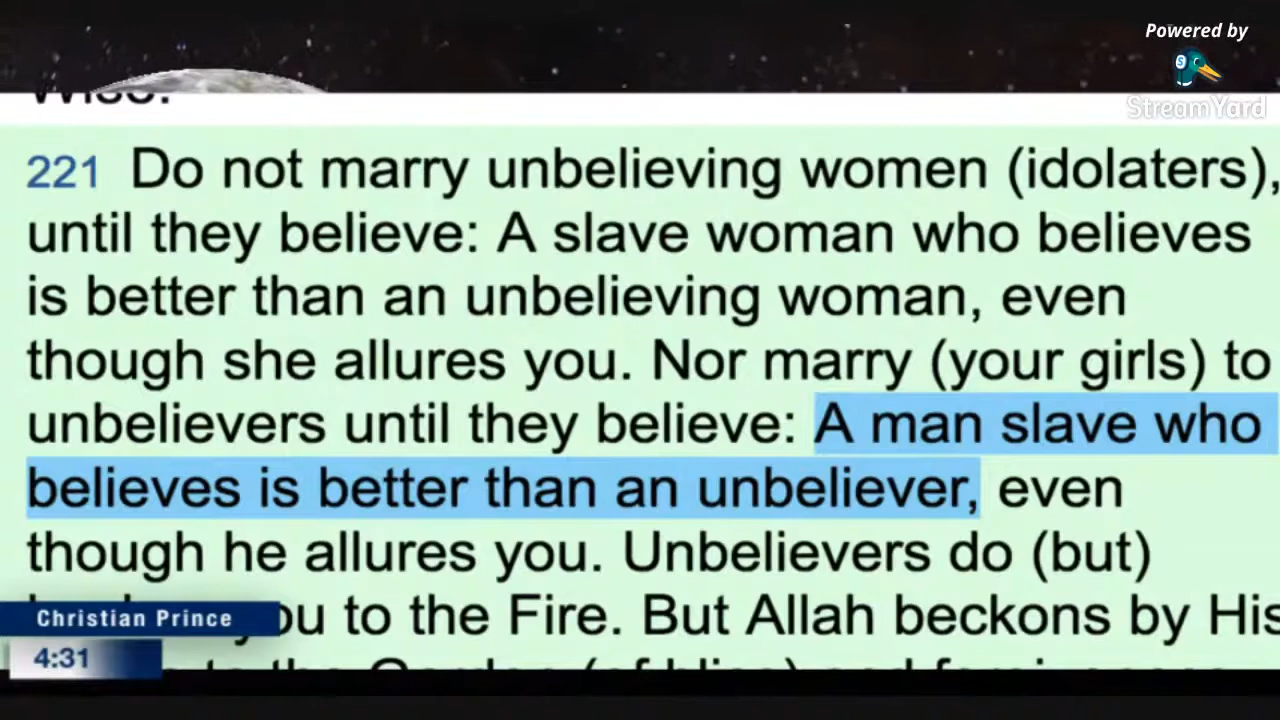 Powered by
StreamYard
221 Do not marry unbelieving women (idolaters),
until they believe: A slave woman who believes
is better than an unbelieving woman, even
though she allures you. Nor marry (your girls) to
unbelievers until they believe: A man slave who
believes is better than an unbeliever, even
though he allures you. Unbelievers do (but)
to the Fire. But Allah beckons by His
Christian Prince
4:31